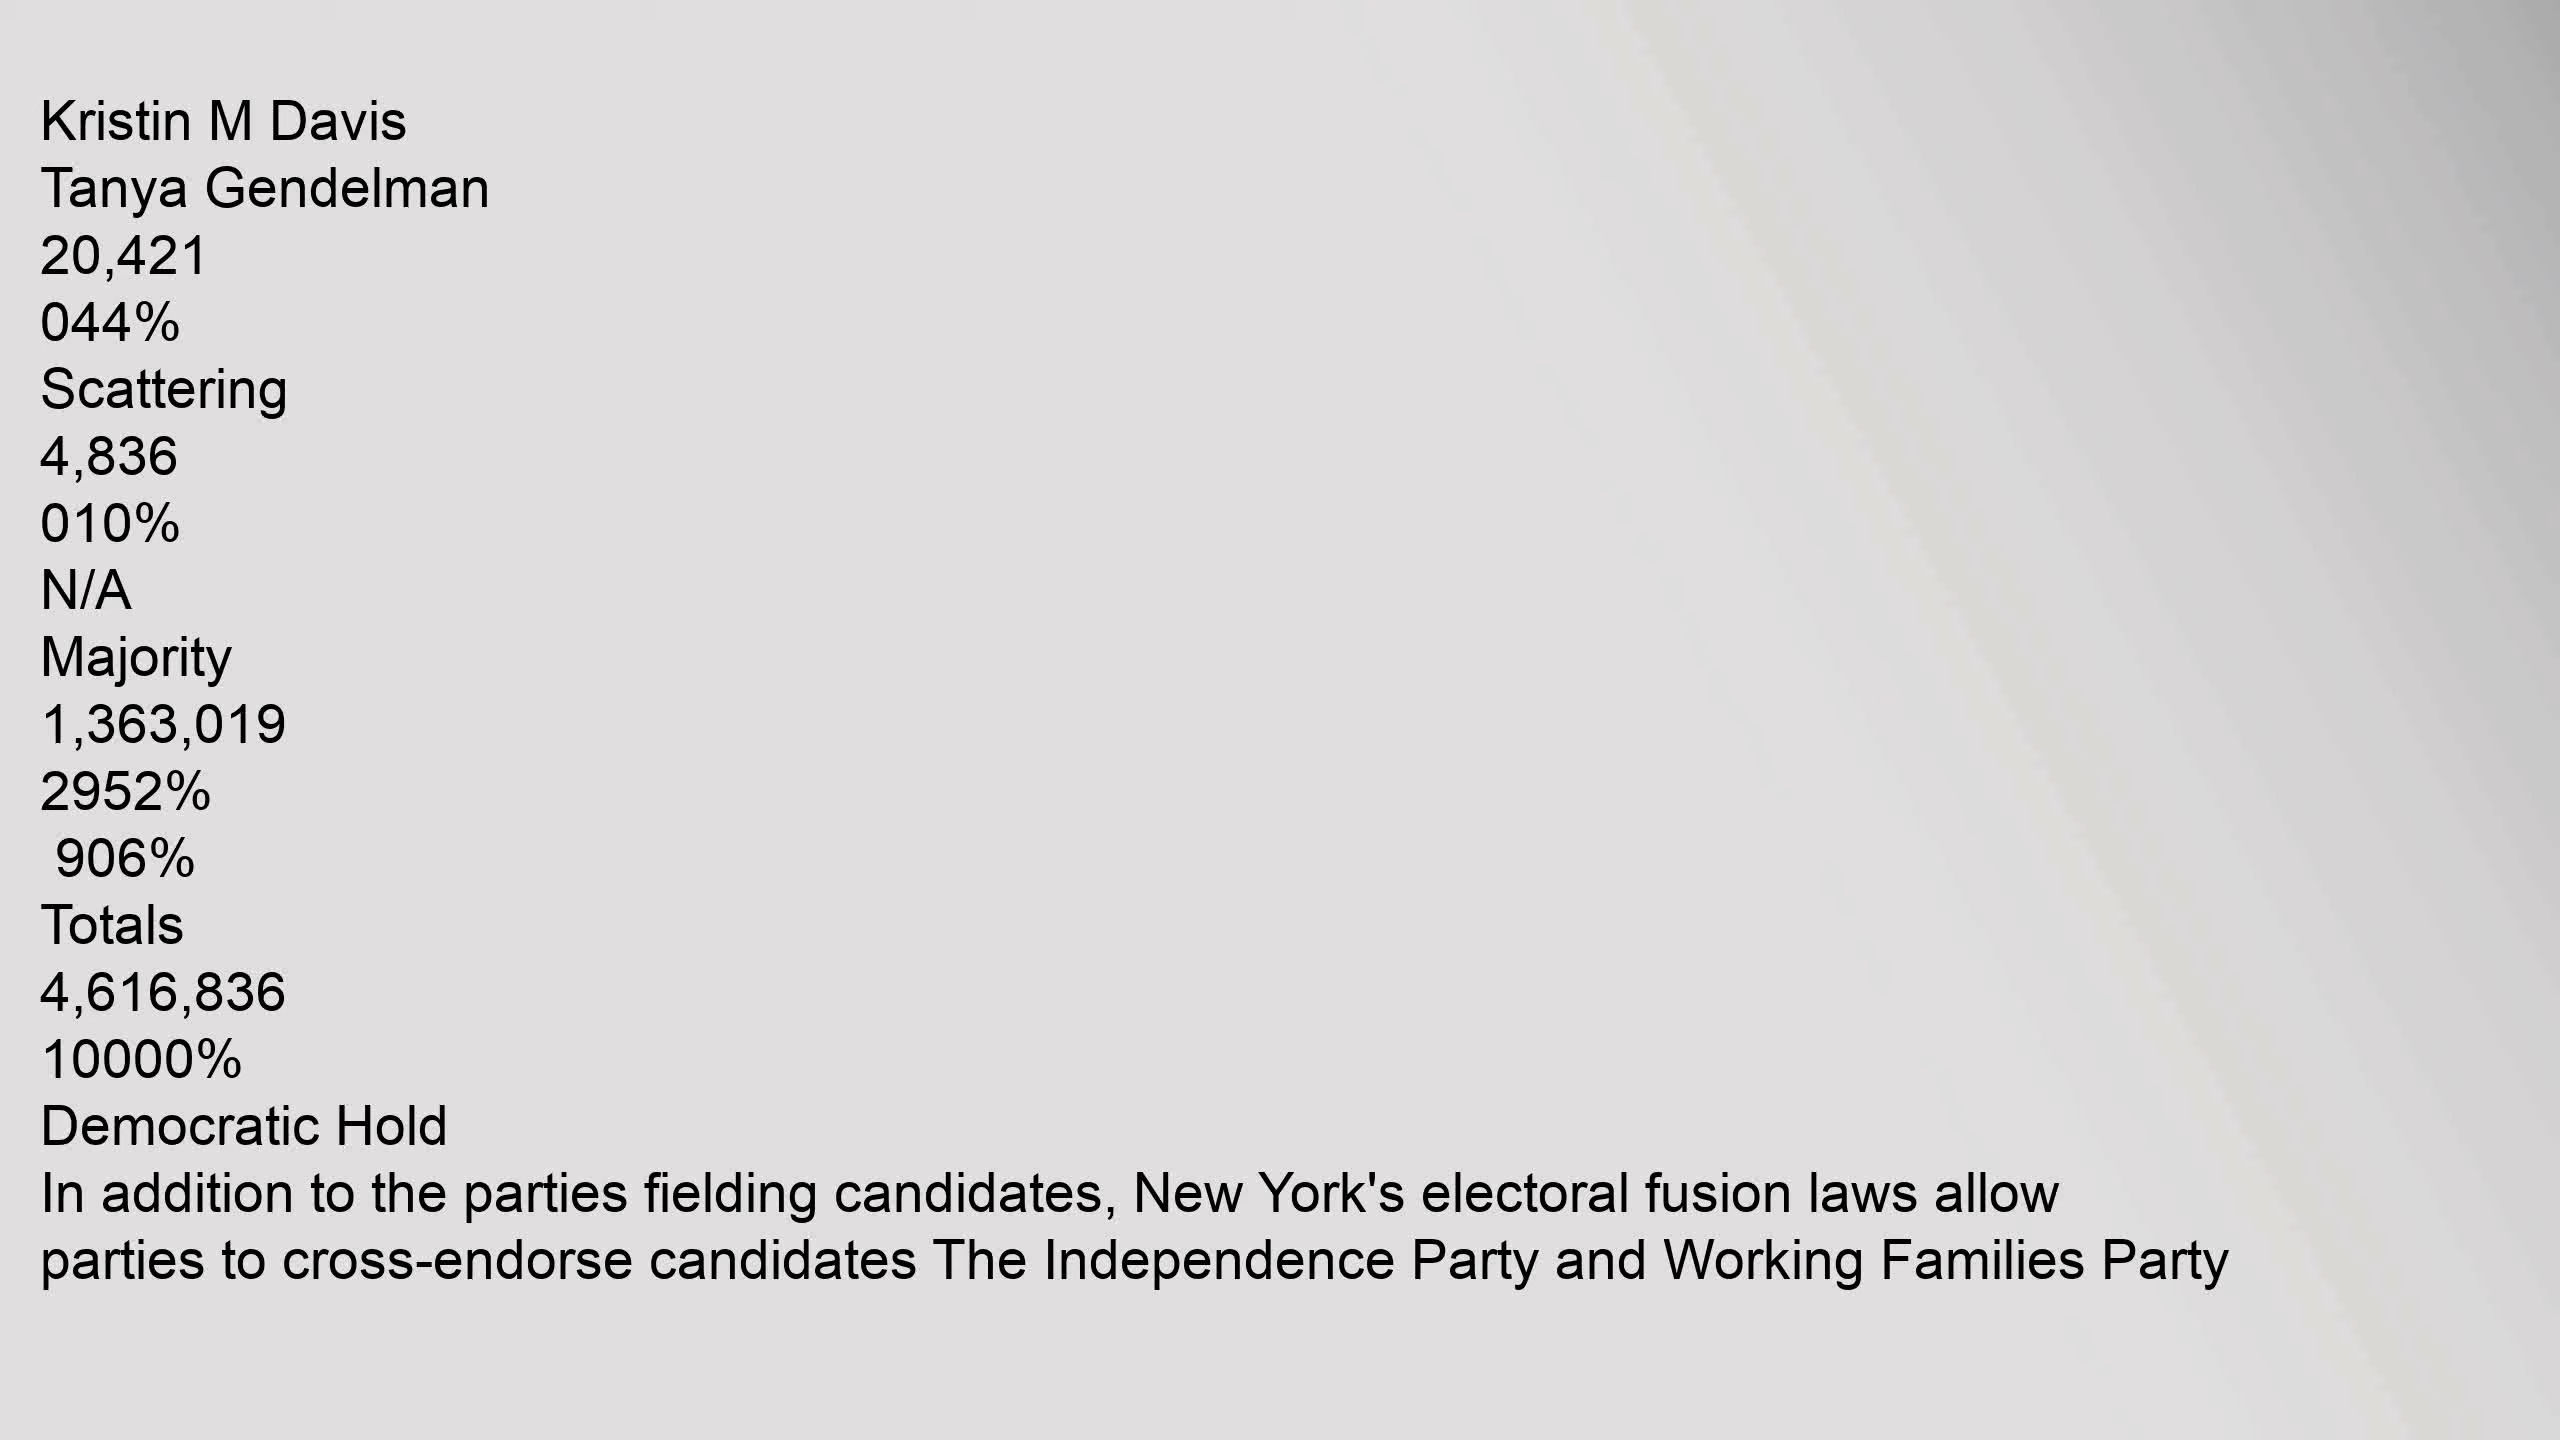 Kristin M Davis
Tanya Gendelman
20,421
044%
Scattering
4,836
010%
N/A
Majority
1,363,019
2952%
906%
Totals
4,616,836
10000%
Democratic Hold
In addition to the parties fielding candidates, New York's electoral fusion laws allow
parties to cross-endorse candidates The Independence Party and Working Families Party